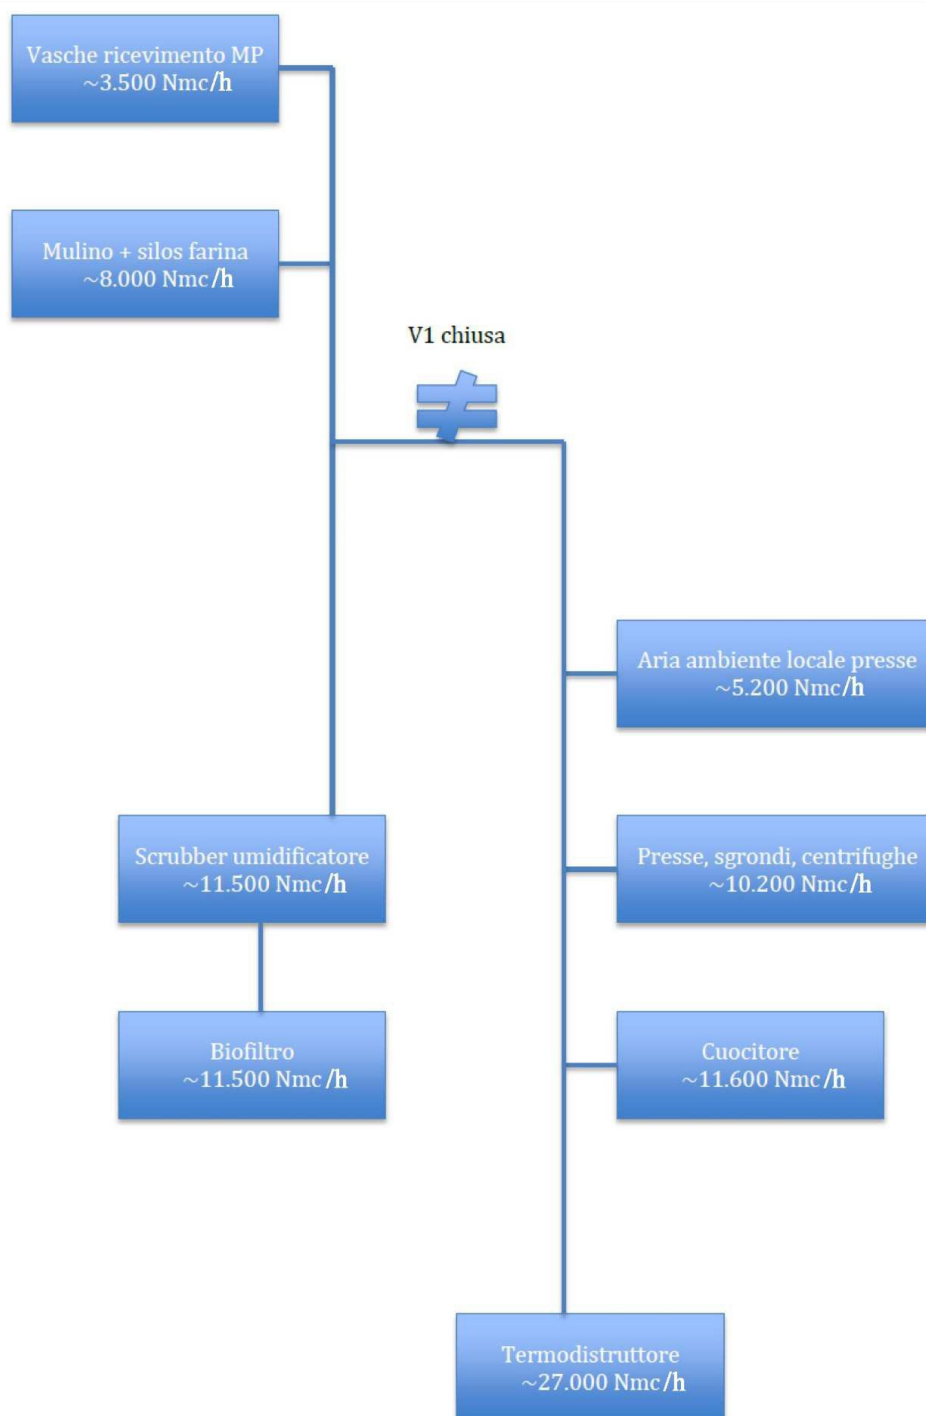 Vasche ricevimento MP
~3.500 Nmc/h
Mulino + silos farina
~8.000 Nmc/h
V1 chiusa
Aria ambiente locale presse
~5.200 Nmc/h
Scrubber umidificatore
~11.500 Nmc/h
Presse, sgrondi, centrifughe
~10.200 Nmc/h
Biofiltro
~11.500 Nmc/h
Cuocitore
~11.600 Nmc/h
Termodistruttore
~27.000 Nmc/h